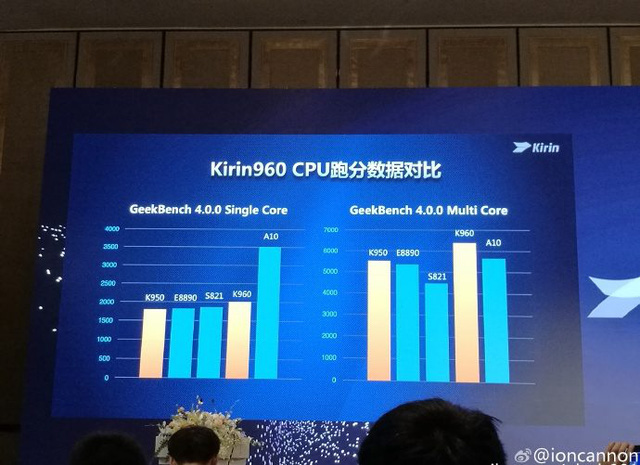 Kirin
Kirin960 CPU跑分数据对比
GeekBench 4.0.0 Single Core
4000
3500
3000
2500
2000
1500
1000
500
0
K950
E8890
S821
K960
A10
GeekBench 4.0.0 Multi Core
7000
6000
5000
4000
3000
2000
1000
0
K950
E8890
S821
K960
A10
@ioncannon